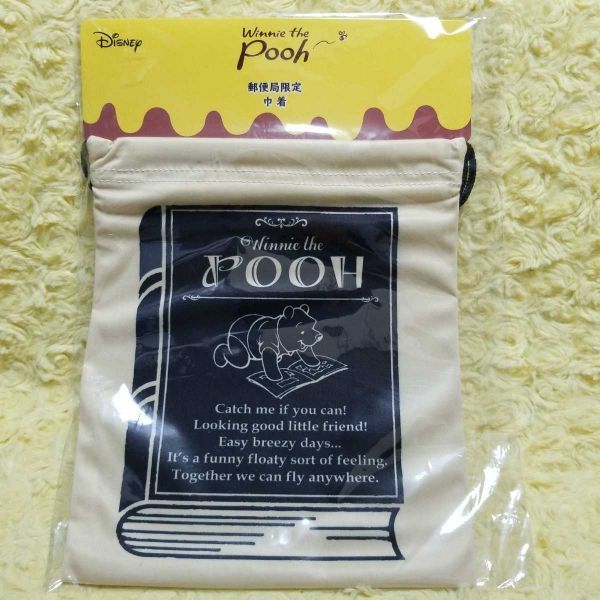 Disney
Winnie the
Pooh
郵便局限定
巾着
Winnie the
POOH
Catch me if you can!
Looking good little friend!
Easy breezy days...
It's a funny floaty sort of feeling.
Together we can fly anywhere.